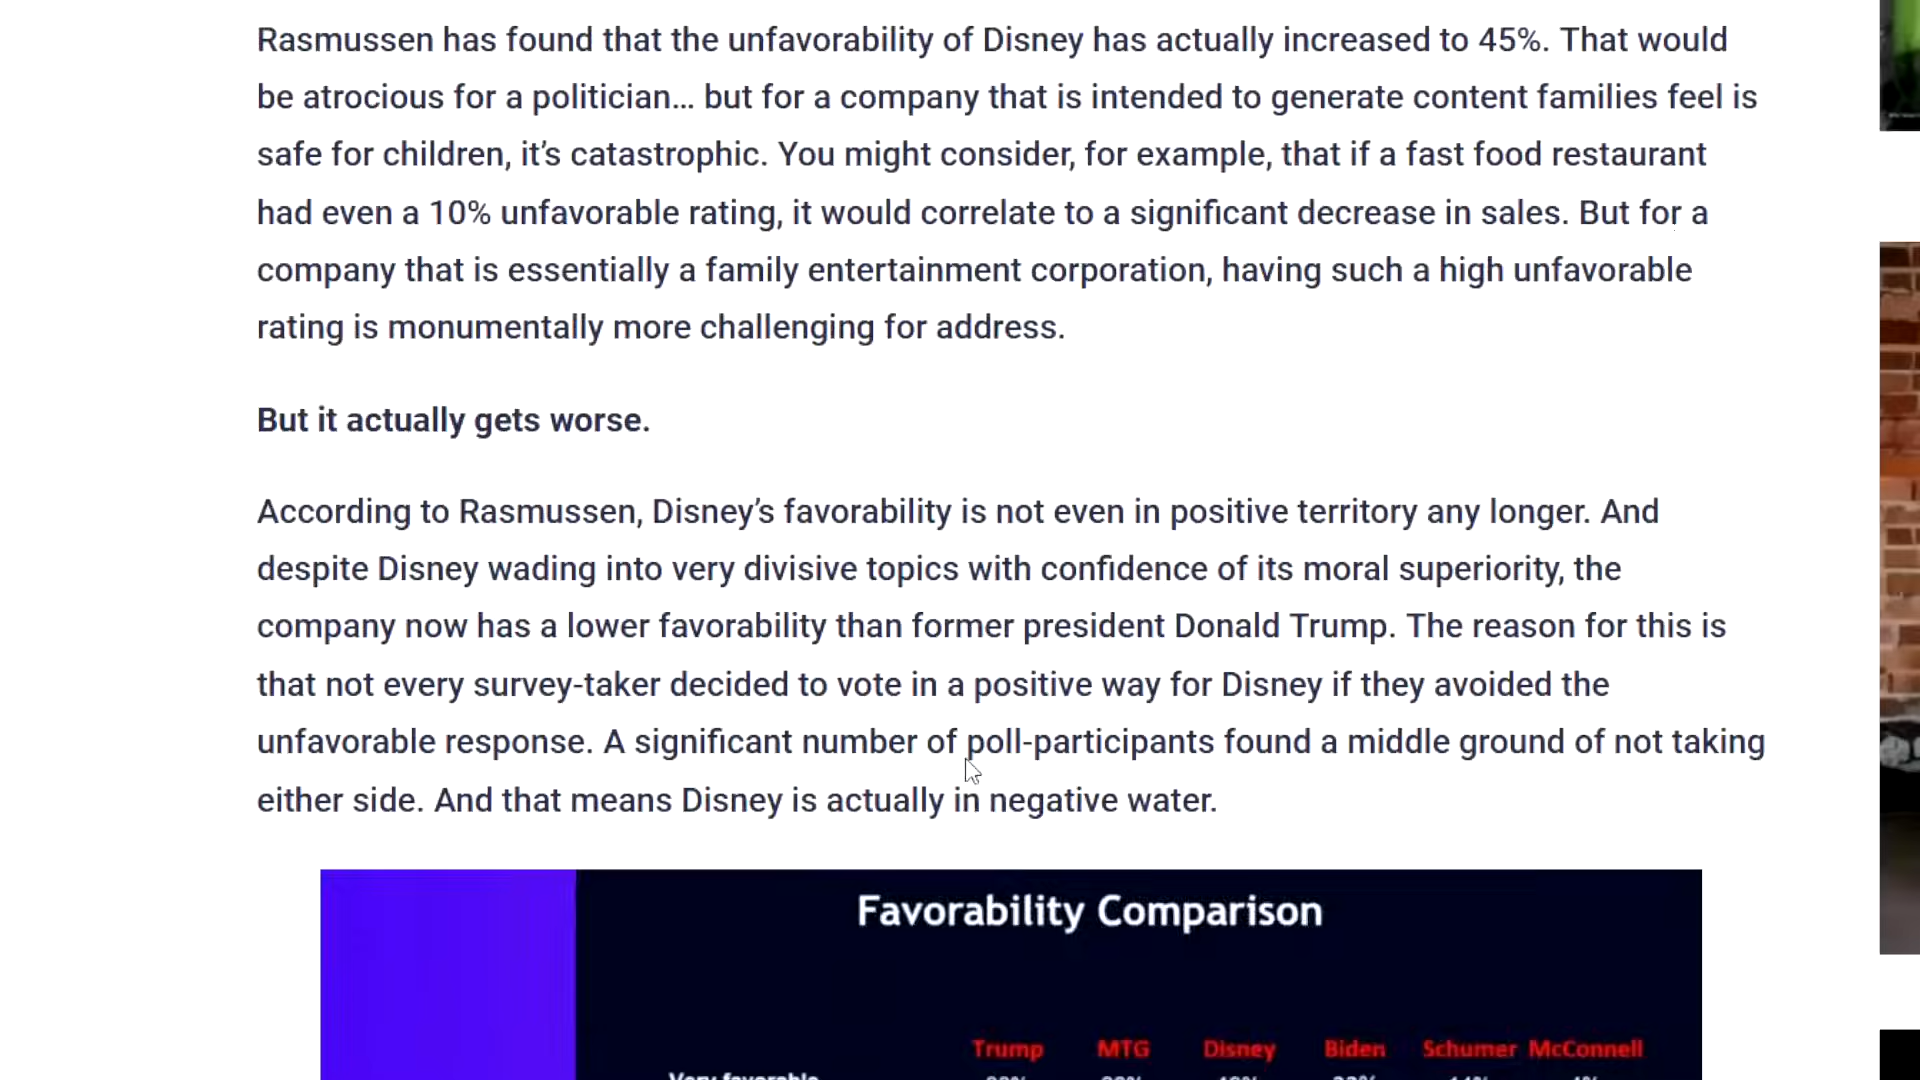 Rasmussen has found that the unfavorability of Disney has actually increased to 45%. That would
be atrocious for a politician… but for a company that is intended to generate content families feel is
safe for children, it’s catastrophic. You might consider, for example, that if a fast food restaurant
had even a 10% unfavorable rating, it would correlate to a significant decrease in sales. But for a
company that is essentially a family entertainment corporation, having such a high unfavorable
rating is monumentally more challenging for address.
But it actually gets worse.
According to Rasmussen, Disney’s favorability is not even in positive territory any longer. And
despite Disney wading into very divisive topics with confidence of its moral superiority, the
company now has a lower favorability than former president Donald Trump. The reason for this is
that not every survey-taker decided to vote in a positive way for Disney if they avoided the
unfavorable response. A significant number of poll-participants found a middle ground of not taking
either side. And that means Disney is actually in negative water.
Favorability Comparison
Trump MTG Disney Biden Schumer McConnell
Very favorable